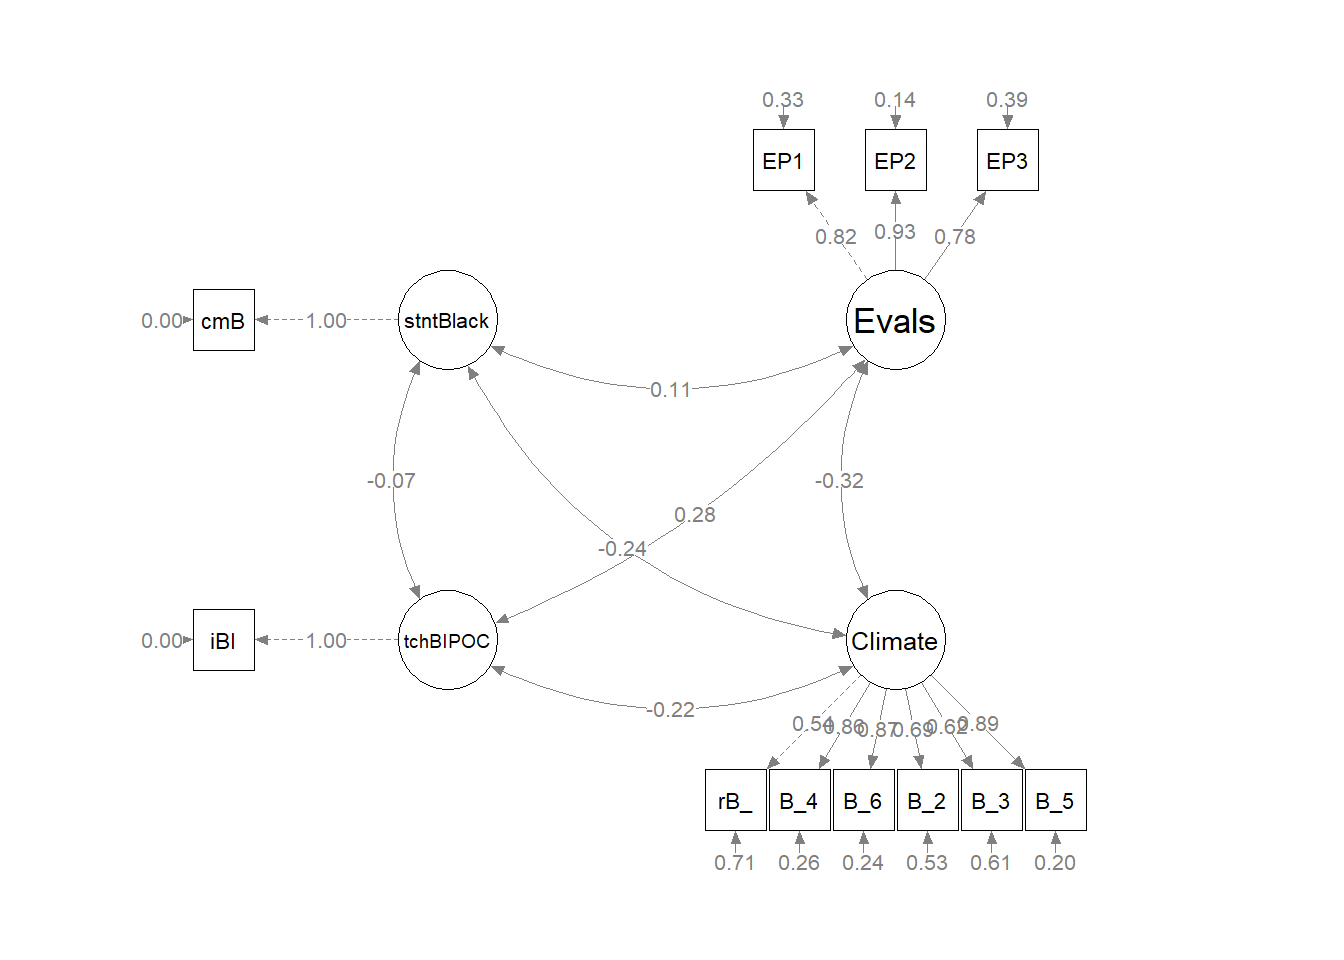 0.33 0.14 0.39
EP1 EP2 EP3
0.82 0.93 0.78
0.00 cmB 1.00 stntBlack Evals
0.11
-0.07 -0.32
0.28
-0.24
0.00 iBI 1.00 tchBIPOC Climate
-0.22
0.54 0.86 0.87 0.69 0.62 0.89
rB_ B_4 B_6 B_2 B_3 B_5
0.71 0.26 0.24 0.53 0.61 0.20